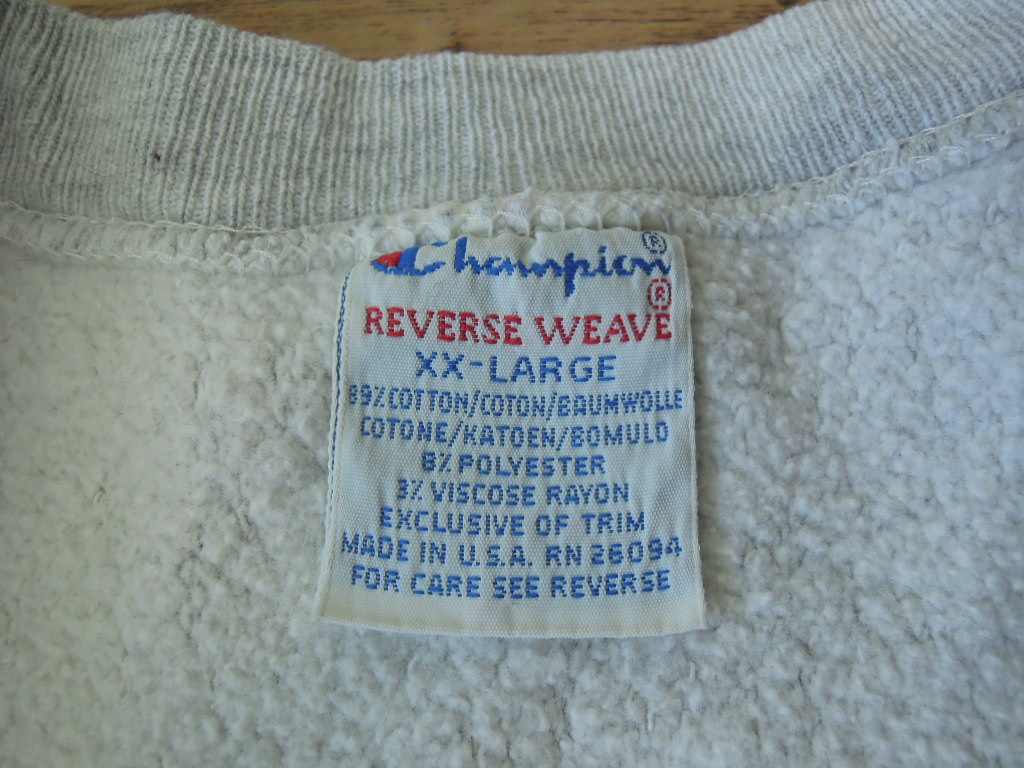 Champion®
REVERSE WEAVE®
XX-LARGE
89% COTTON/COTON/BAUMWOLLE
COTONE/KATOEN/BOMULD
8% POLYESTER
3% VISCOSE RAYON
EXCLUSIVE OF TRIM
MADE IN U.S.A. RN 26094
FOR CARE SEE REVERSE